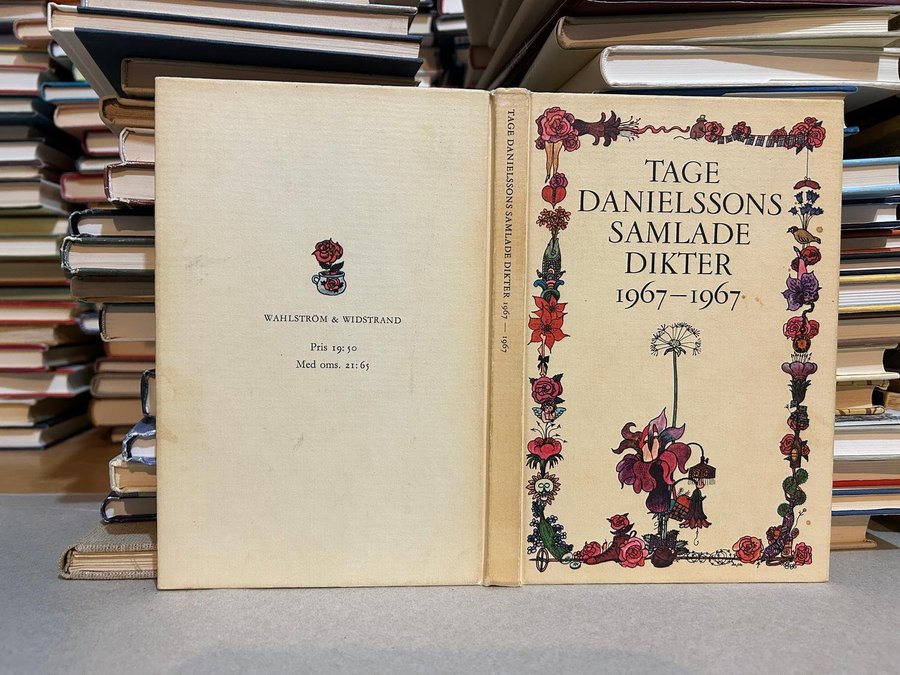 WAHLSTRÖM & WIDSTRAND
Pris 19:50
Med oms. 21:65
TAGE DANIELSSONS SAMLADE DIKTER 1967 — 1967
TAGE
DANIELSSONS
SAMLADE
DIKTER
1967–1967